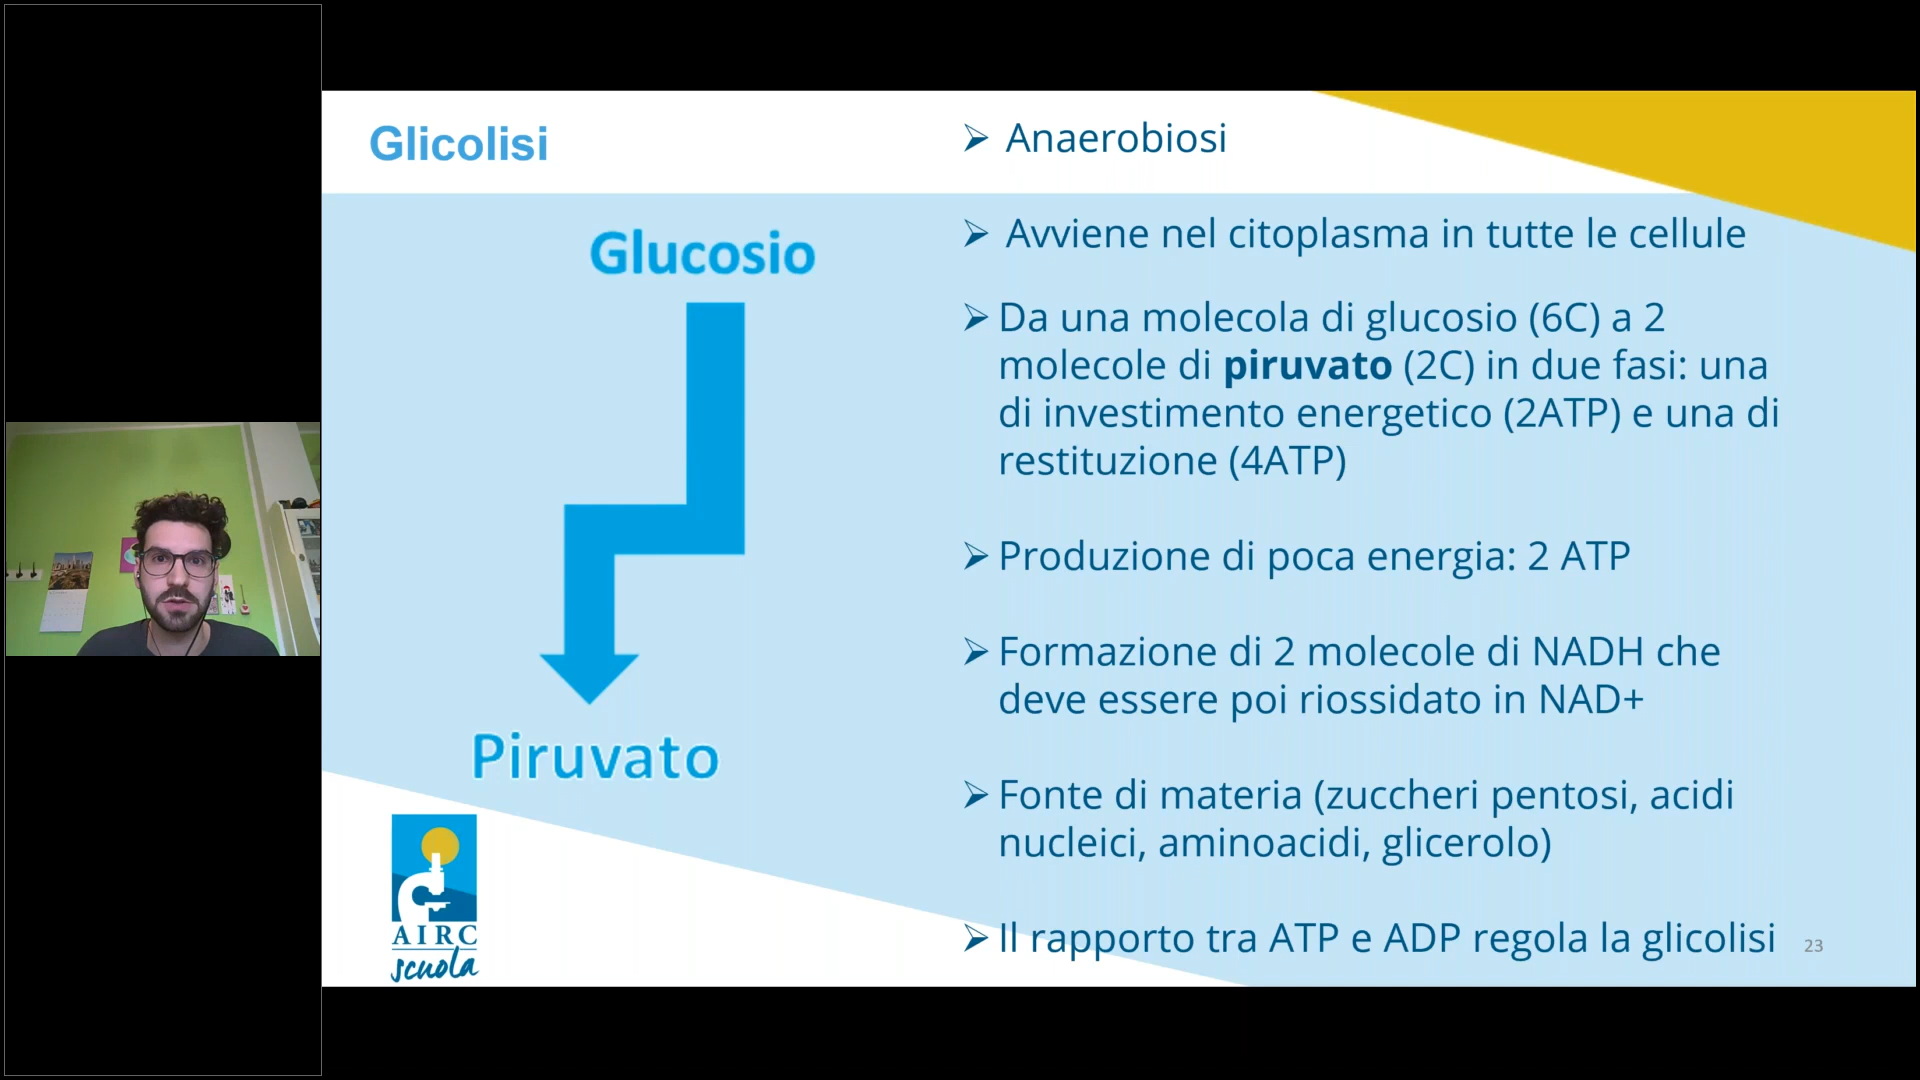 Glicolisi
Glucosio
Piruvato
AIRC
scuola
➢ Anaerobiosi
➢ Avviene nel citoplasma in tutte le cellule
➢ Da una molecola di glucosio (6C) a 2
molecole di piruvato (2C) in due fasi: una
di investimento energetico (2ATP) e una di
restituzione (4ATP)
➢ Produzione di poca energia: 2 ATP
➢ Formazione di 2 molecole di NADH che
deve essere poi riossidato in NAD+
➢ Fonte di materia (zuccheri pentosi, acidi
nucleici, aminoacidi, glicerolo)
➢ Il rapporto tra ATP e ADP regola la glicolisi
23